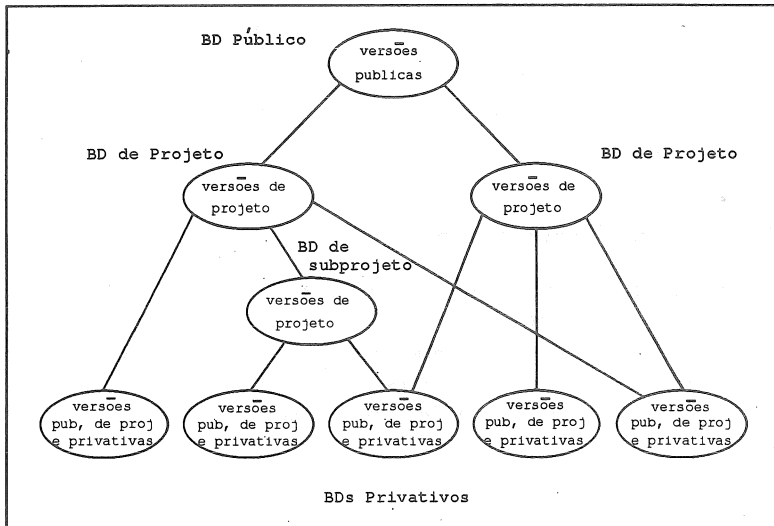 BD Público
versões
publicas
BD de Projeto
BD de Projeto
versões de
projeto
versões de
projeto
BD de
subprojeto
versões de
projeto
versões
pub, de proj
e privativas
versões
pub, de proj
e privativas
versões
pub, de proj
e privativas
versões
pub, de proj
e privativas
versões
pub, de proj
e privativas
BDs Privativos